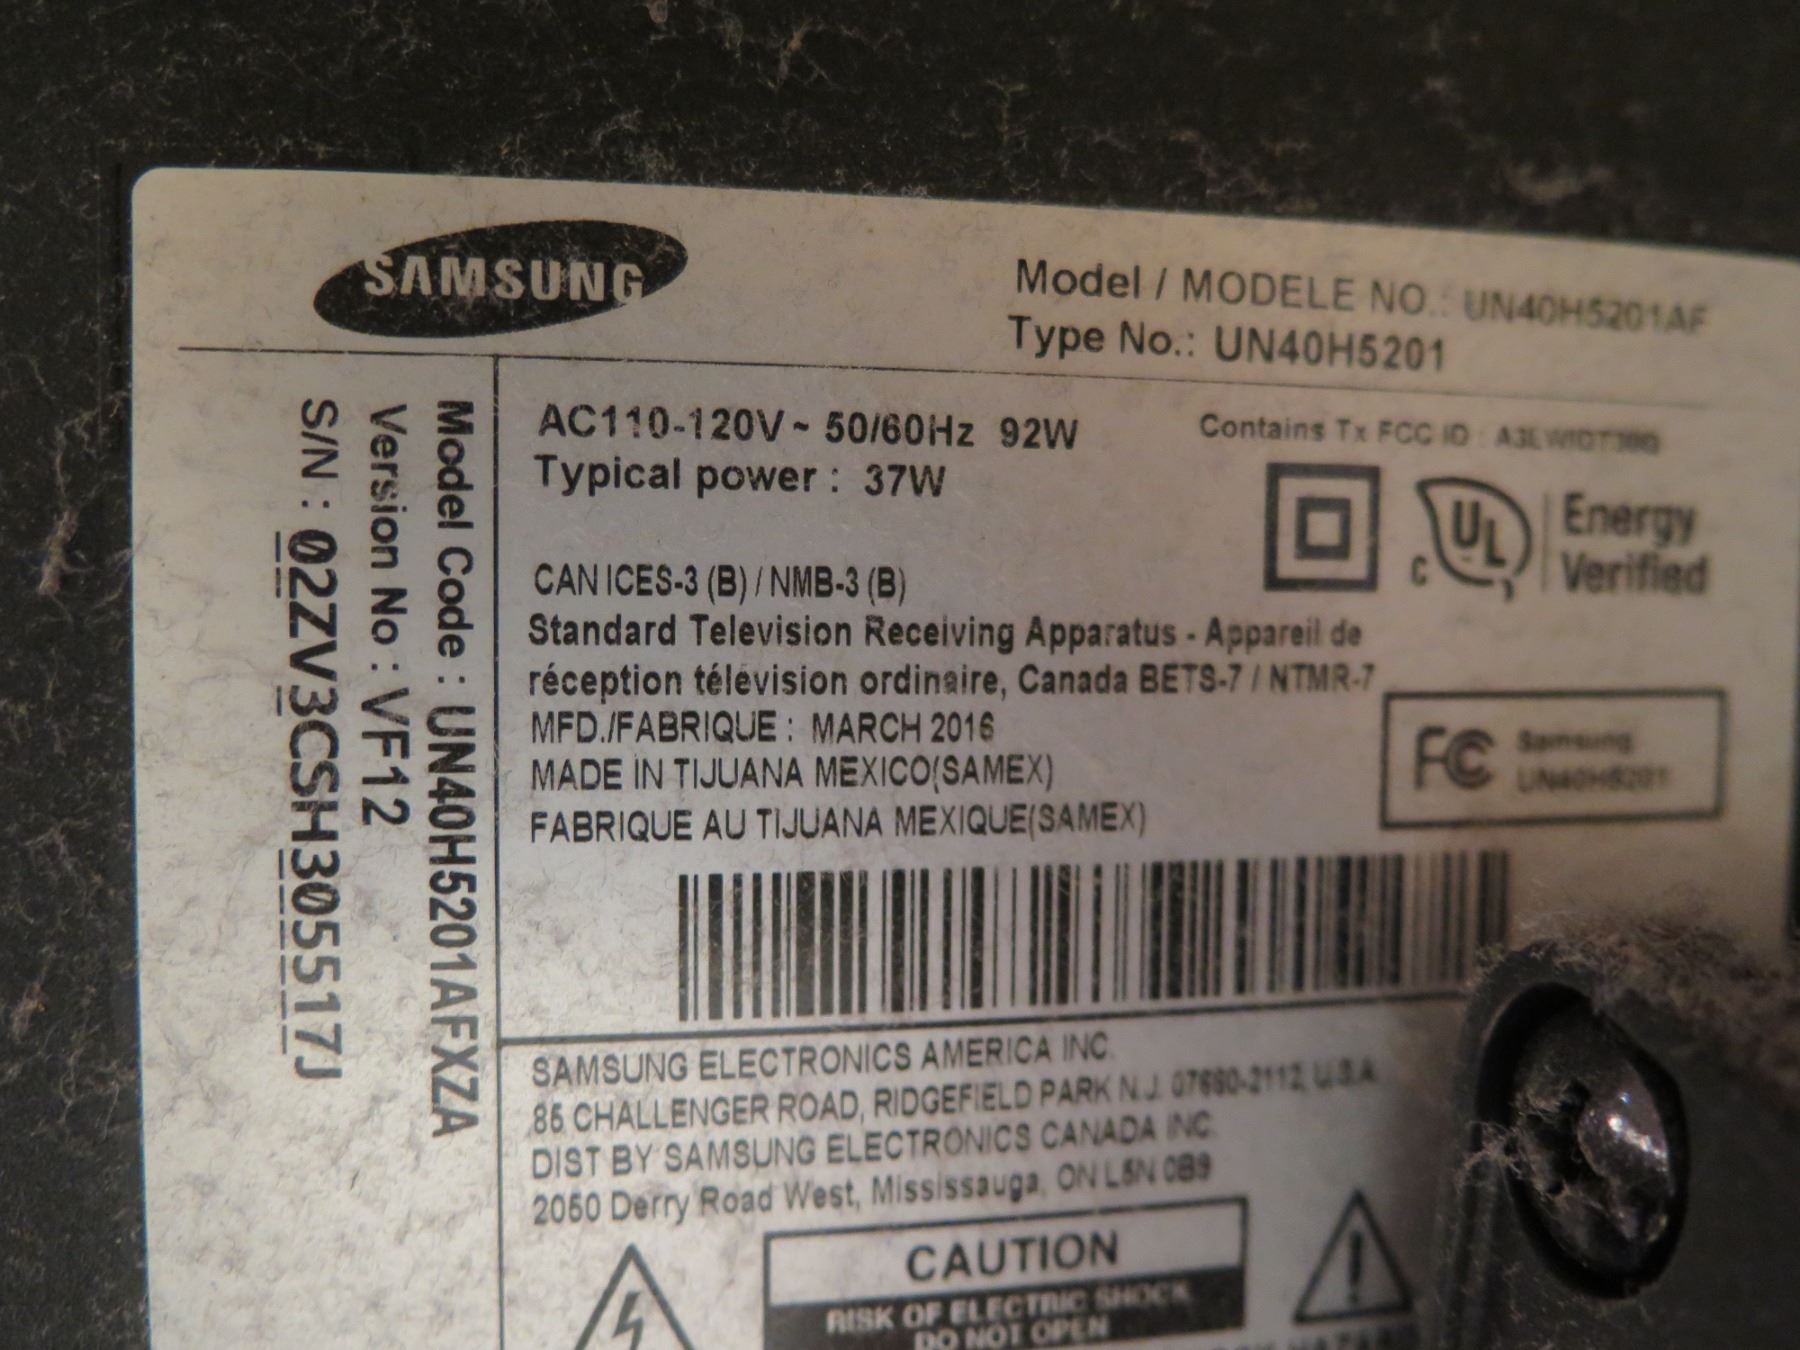 SAMSUNG
Model / MODELE NO.: UN40H5201AF
Type No.: UN40H5201
Model Code : UN40H5201AFXZA
Version No : VF12
S/N : 02ZV3CSH305517J
AC110-120V ~ 50/60Hz 92W
Typical power : 37W
Contains Tx FCC ID :
c UL Energy
Verified
CAN ICES-3 (B) / NMB-3 (B)
Standard Television Receiving Apparatus - Appareil de
réception télévision ordinaire, Canada BETS-7 / NTMR-7
MFD./FABRIQUE : MARCH 2016
MADE IN TIJUANA MEXICO(SAMEX)
FABRIQUE AU TIJUANA MEXIQUE(SAMEX)
FC Samsung
UN40H5201
SAMSUNG ELECTRONICS AMERICA INC.
85 CHALLENGER ROAD, RIDGEFIELD PARK N.J. 07660-2112, U.S.A
DIST BY SAMSUNG ELECTRONICS CANADA INC.
2050 Derry Road West, Mississauga, ON L5N 0B9
CAUTION
RISK OF ELECTRIC SHOCK
DO NOT OPEN